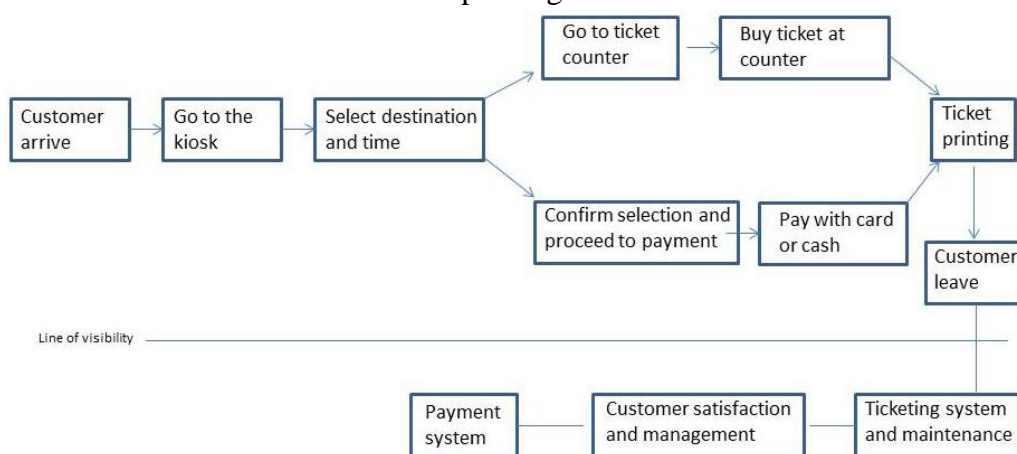 Go to ticket
counter
Buy ticket at
counter
Customer
arrive
Go to the
kiosk
Select destination
and time
Ticket
printing
Confirm selection and
proceed to payment
Pay with card
or cash
Customer
leave
Line of visibility
Payment
system
Customer satisfaction
and management
Ticketing system
and maintenance